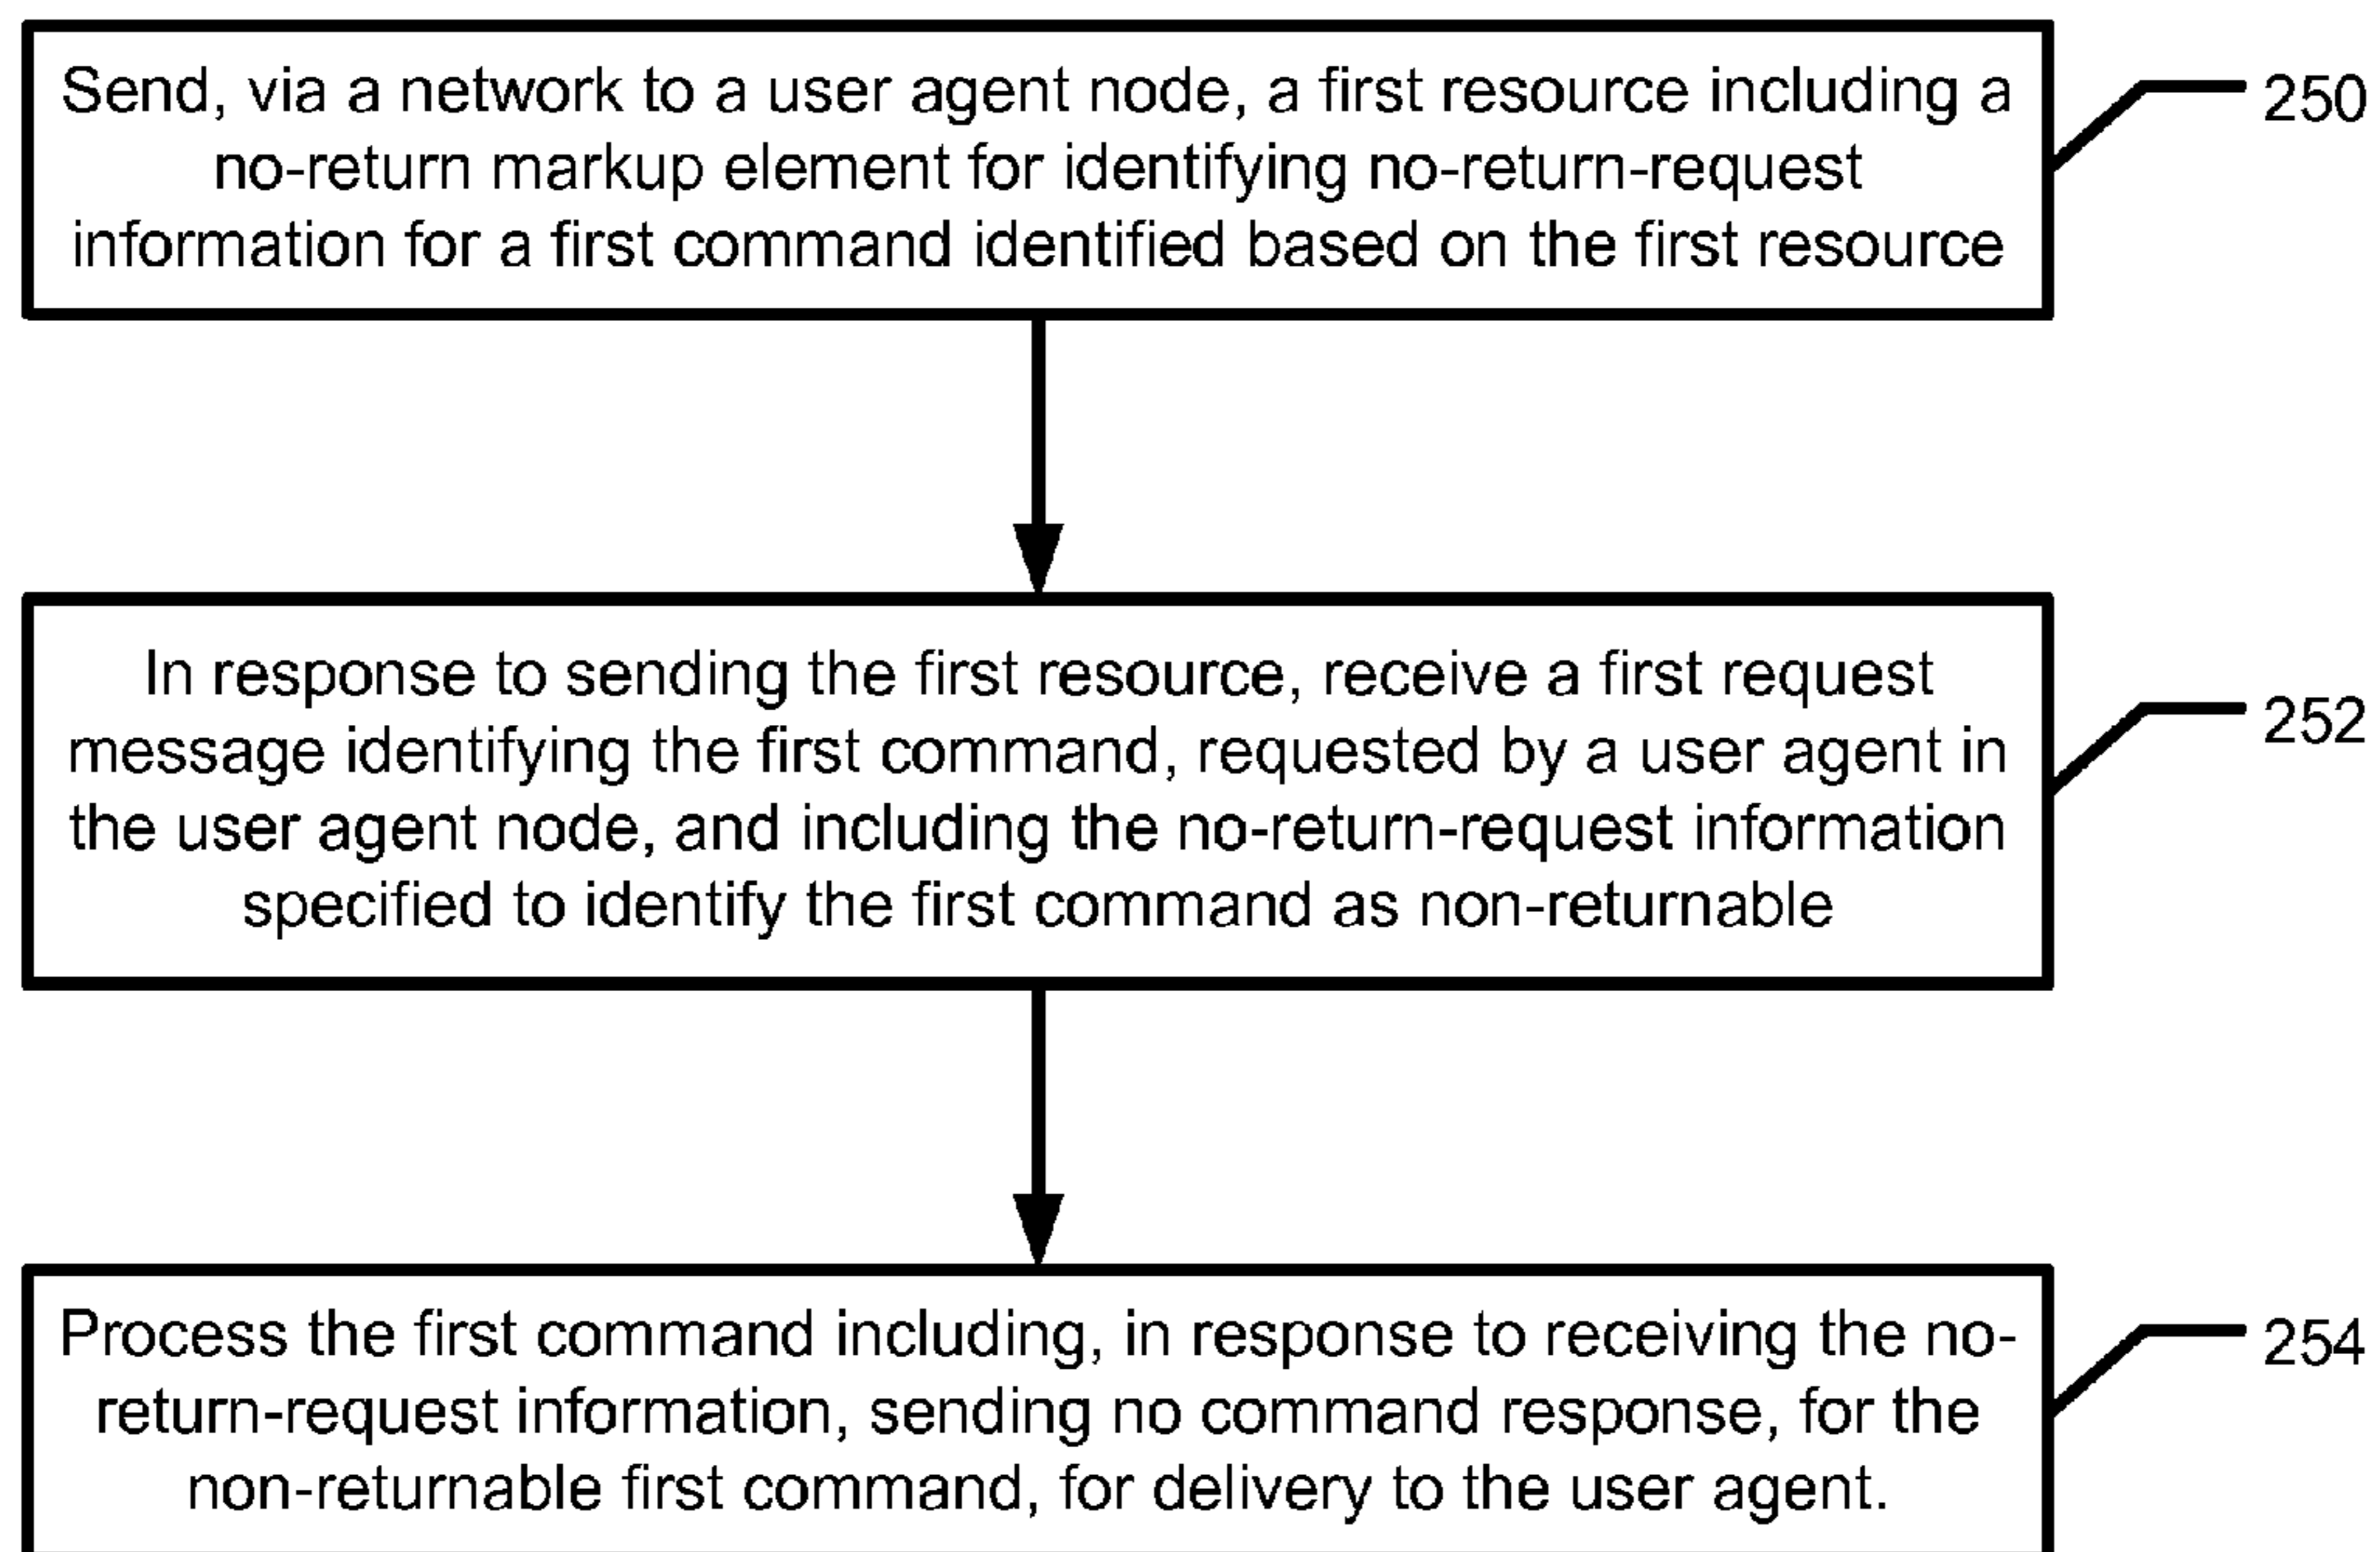 Send, via a network to a user agent node, a first resource including a
no-return markup element for identifying no-return-request
information for a first command identified based on the first resource
250
In response to sending the first resource, receive a first request
message identifying the first command, requested by a user agent in
the user agent node, and including the no-return-request information
specified to identify the first command as non-returnable
252
Process the first command including, in response to receiving the no-
return-request information, sending no command response, for the
non-returnable first command, for delivery to the user agent.
254